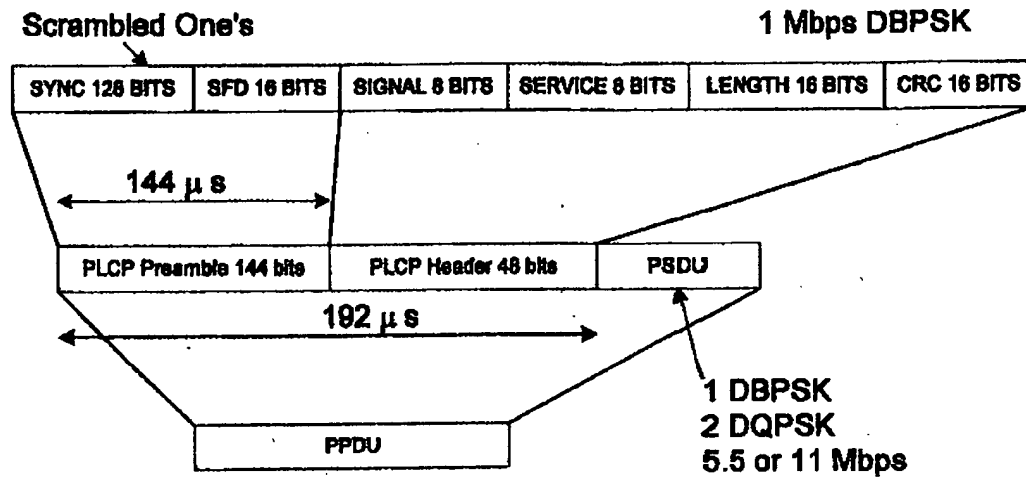 Scrambled One's
1 Mbps DBPSK
SYNC 128 BITS SFD 16 BITS SIGNAL 8 BITS SERVICE 8 BITS LENGTH 16 BITS CRC 16 BITS
144 μ s
PLCP Preamble 144 bits PLCP Header 48 bits PSDU
192 μ s
1 DBPSK
2 DQPSK
5.5 or 11 Mbps
PPDU